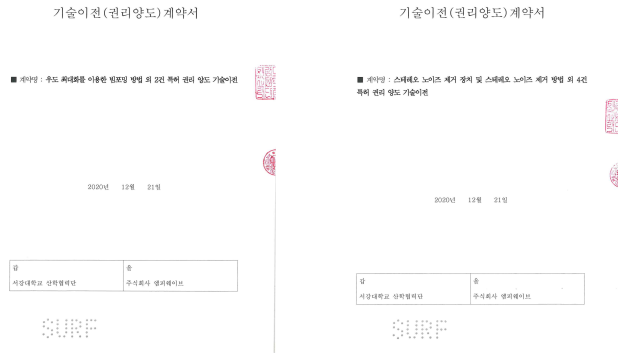 기술이전(권리양도)계약서
■ 계약명 : 우도 최대화를 이용한 빔포밍 방법 외 2건 특허 권리 양도 기술이전
2020년 12월 21일
갑
을
서강대학교 산학협력단
주식회사 엠피웨이브
SURF
기술이전(권리양도)계약서
■ 계약명 : 스테레오 노이즈 제거 장치 및 스테레오 노이즈 제거 방법 외 4건
특허 권리 양도 기술이전
2020년 12월 21일
갑
을
서강대학교 산학협력단
주식회사 엠피웨이브
SURF